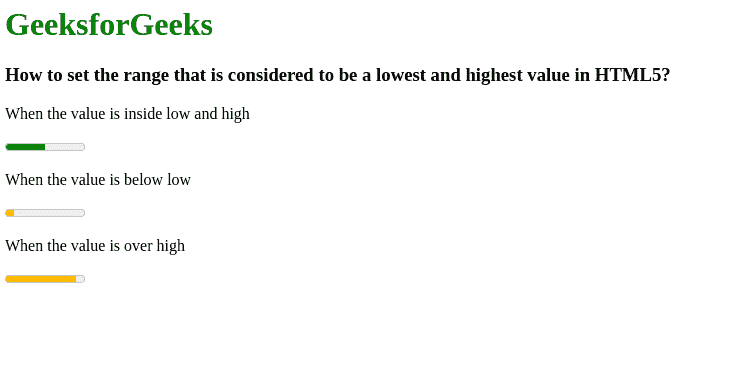 GeeksforGeeks
How to set the range that is considered to be a lowest and highest value in HTML5?
When the value is inside low and high
When the value is below low
When the value is over high